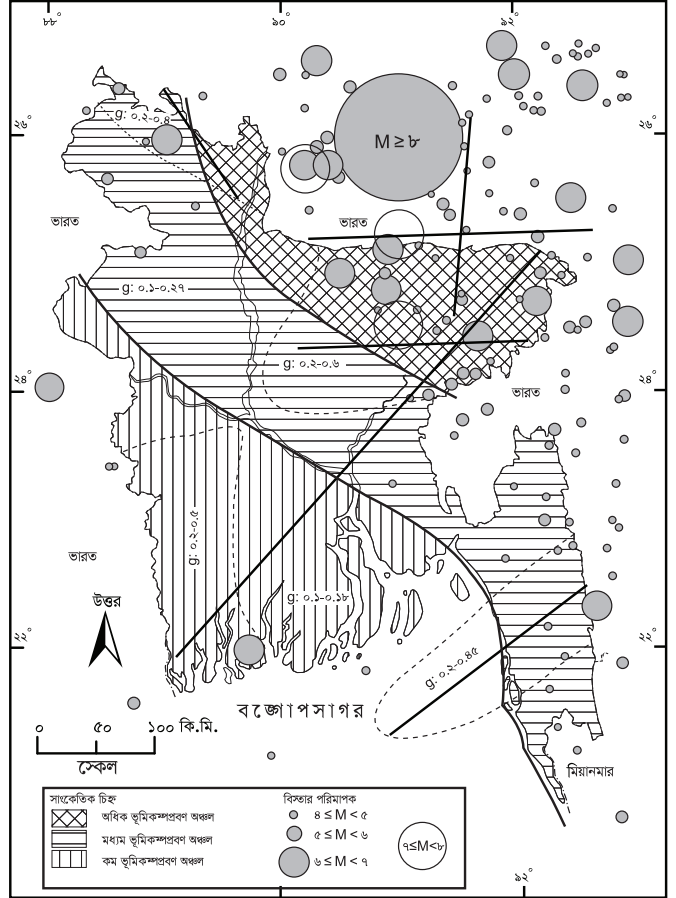 ৮৮°
৯০°
৯২°
২৬°
২৬°
g: ০.২-০.৪
M ≥ ৮
ভারত
ভারত
g: ০.১-০.২৭
g: ০.২-০.৬
২৪°
২৪°
ভারত
g: ০.২-০.৫
ভারত
উত্তর
g: ০.১-০.১৮
২২°
২২°
g: ০.২-০.৪৫
বঙ্গোপসাগর
০ ৫০ ১০০ কি.মি.
স্কেল
মিয়ানমার
সাংকেতিক চিহ্ন
অধিক ভূমিকম্পপ্রবণ অঞ্চল
মধ্যম ভূমিকম্পপ্রবণ অঞ্চল
কম ভূমিকম্পপ্রবণ অঞ্চল
বিস্তার পরিমাপক
৪ ≤ M < ৫
৫ ≤ M < ৬
৬ ≤ M < ৭
৭≤M<৮
৯২°